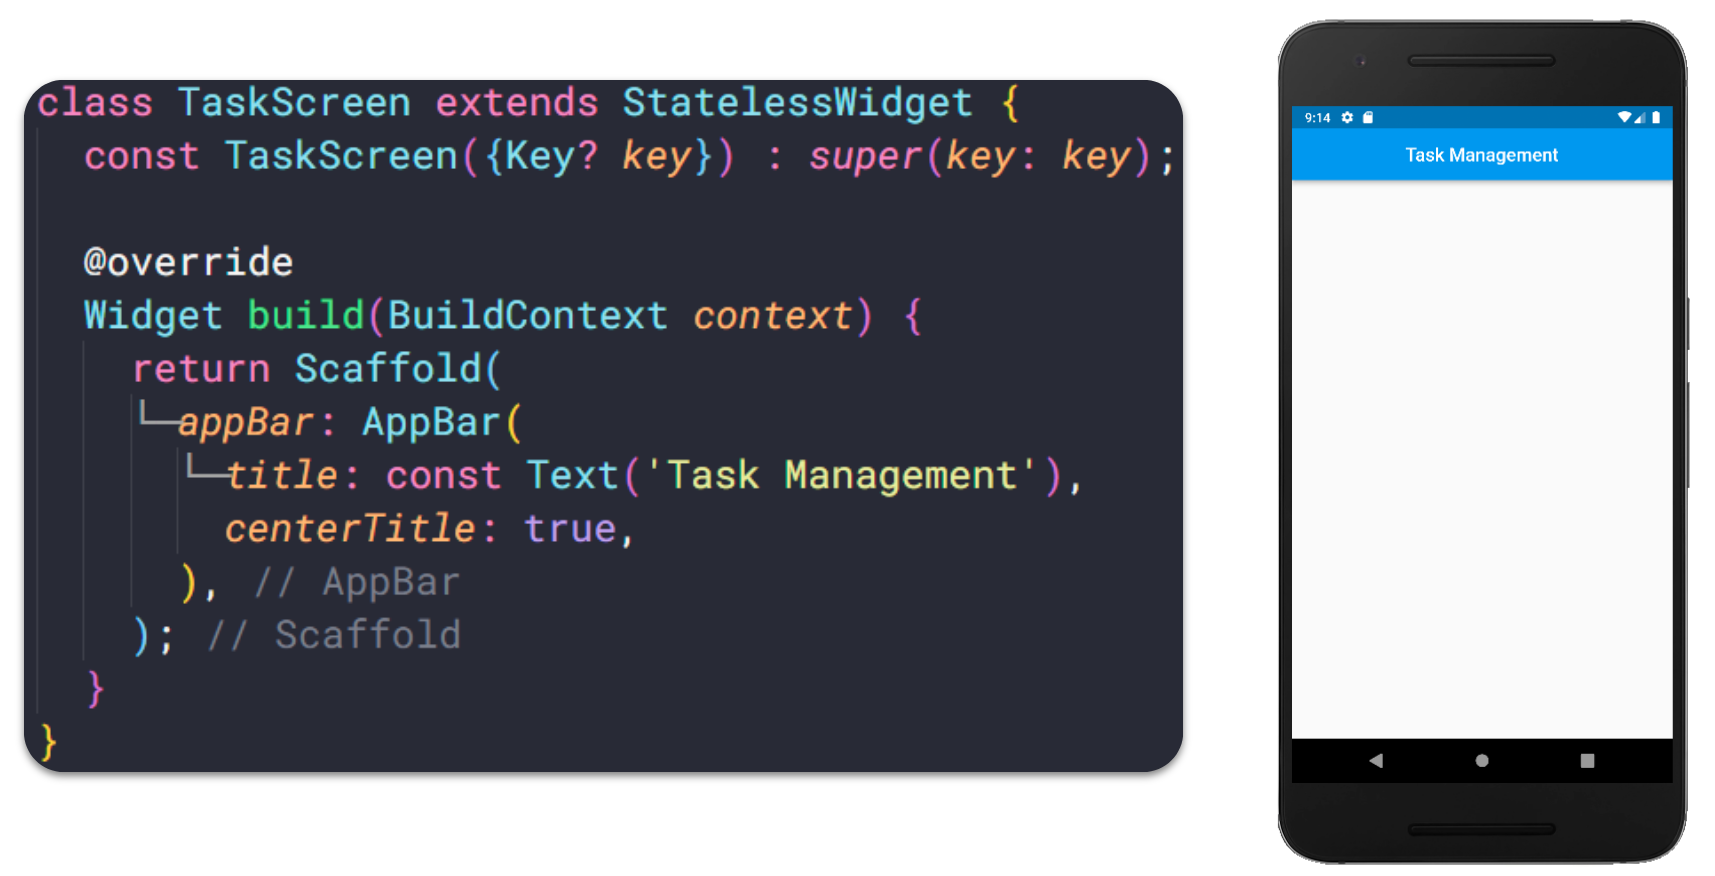 class TaskScreen extends StatelessWidget {
const TaskScreen({Key? key}) : super(key: key);
@override
Widget build(BuildContext context) {
return Scaffold(
appBar: AppBar(
title: const Text('Task Management'),
centerTitle: true,
), // AppBar
); // Scaffold
}
}
9:14
Task Management